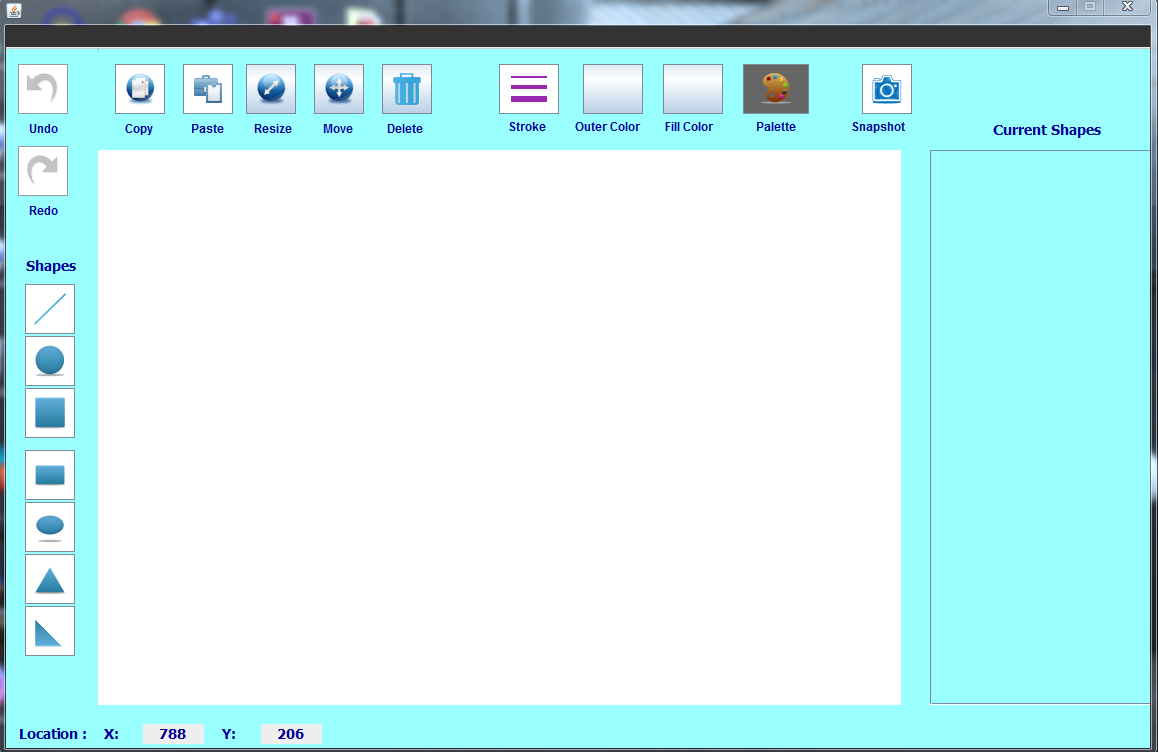 Undo
Copy
Paste
Resize
Move
Delete
Stroke
Outer Color
Fill Color
Palette
Snapshot
Current Shapes
Redo
Shapes
Location : X: 788 Y: 206